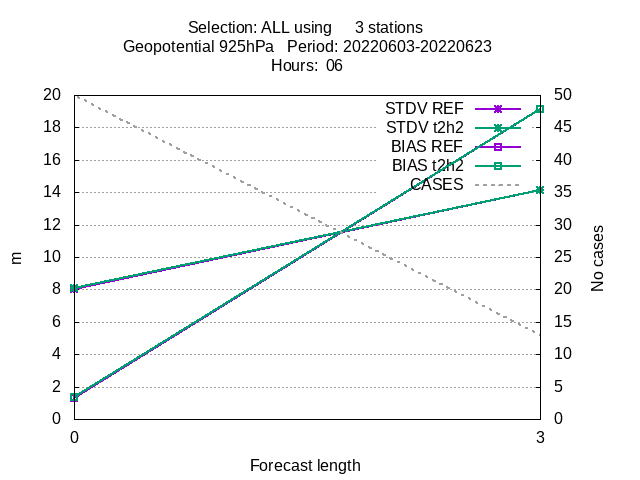 Selection: ALL using 3 stations
Geopotential 925hPa Period: 20220603-20220623
Hours: 06
20 50
STDV REF
18 45
STDV t2h2
BIAS REF
16 40
BIAS t2h2
CASES
14 35
12 30
10 25
8 20
6 15
4 10
2 5
0 0
m
No cases
0 3
Forecast length